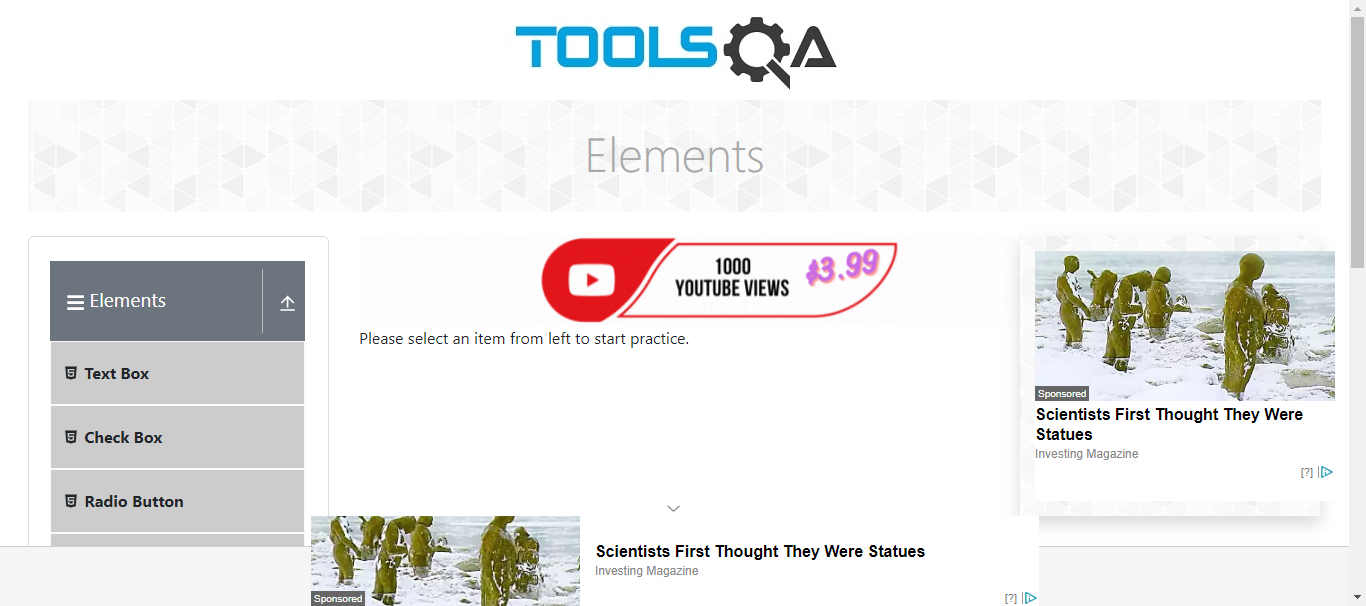 TOOLSQA
Elements
Elements
Text Box
Check Box
Radio Button
1000
YOUTUBE VIEWS
$3.99
Please select an item from left to start practice.
Sponsored
Scientists First Thought They Were
Statues
Investing Magazine
[?]
Sponsored
Scientists First Thought They Were Statues
Investing Magazine
[?]